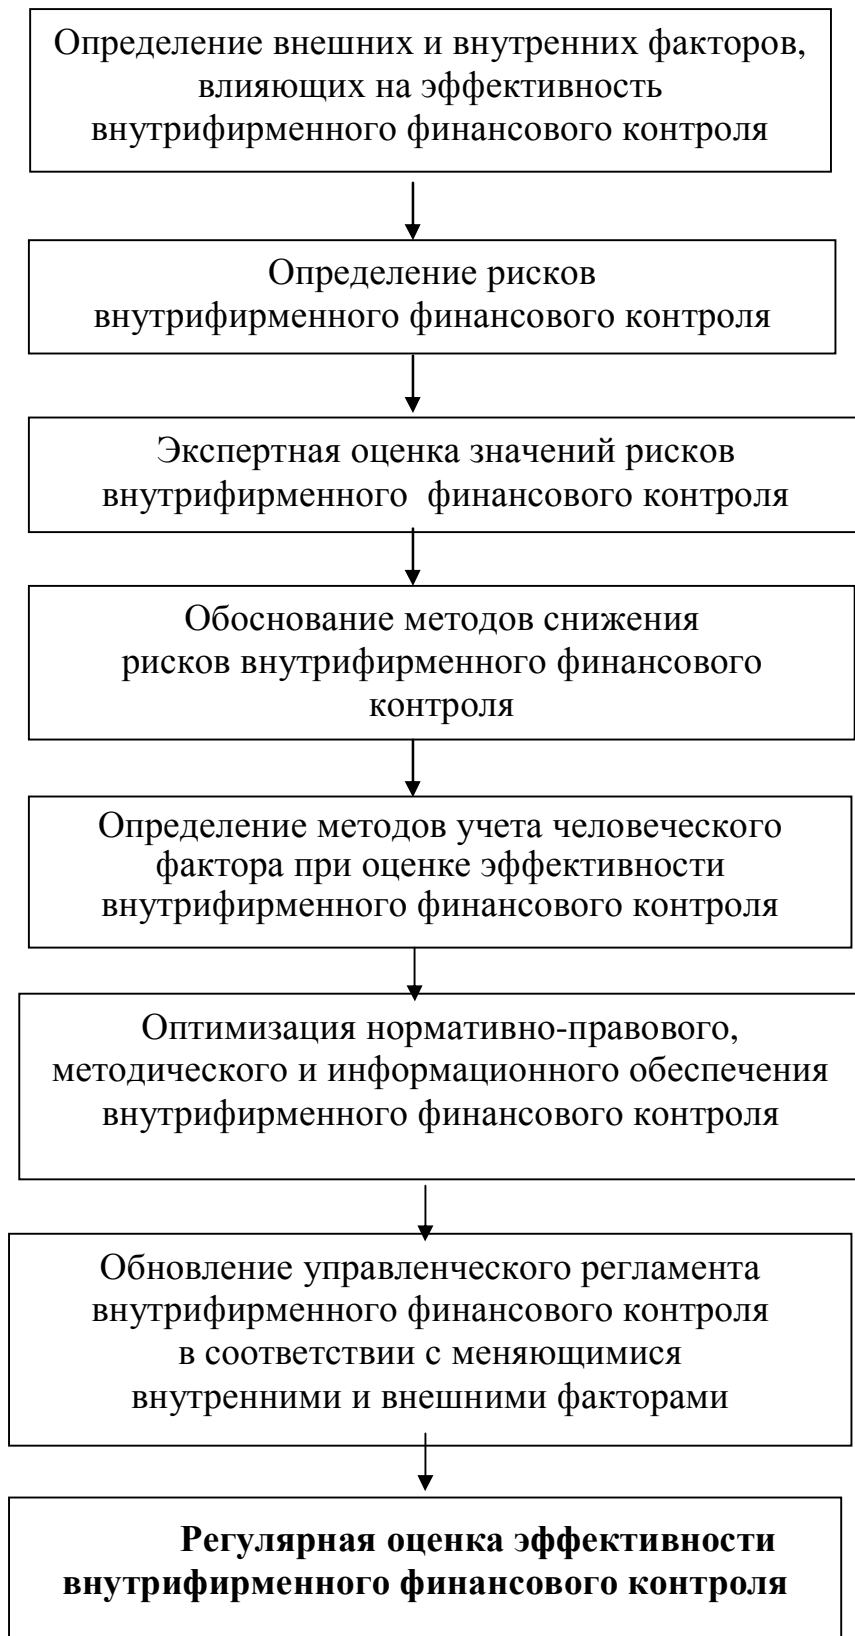 Определение внешних и внутренних факторов,
влияющих на эффективность
внутрифирменного финансового контроля
Определение рисков
внутрифирменного финансового контроля
Экспертная оценка значений рисков
внутрифирменного финансового контроля
Обоснование методов снижения
рисков внутрифирменного финансового
контроля
Определение методов учета человеческого
фактора при оценке эффективности
внутрифирменного финансового контроля
Оптимизация нормативно-правового,
методического и информационного обеспечения
внутрифирменного финансового контроля
Обновление управленческого регламента
внутрифирменного финансового контроля
в соответствии с меняющимися
внутренними и внешними факторами
Регулярная оценка эффективности
внутрифирменного финансового контроля